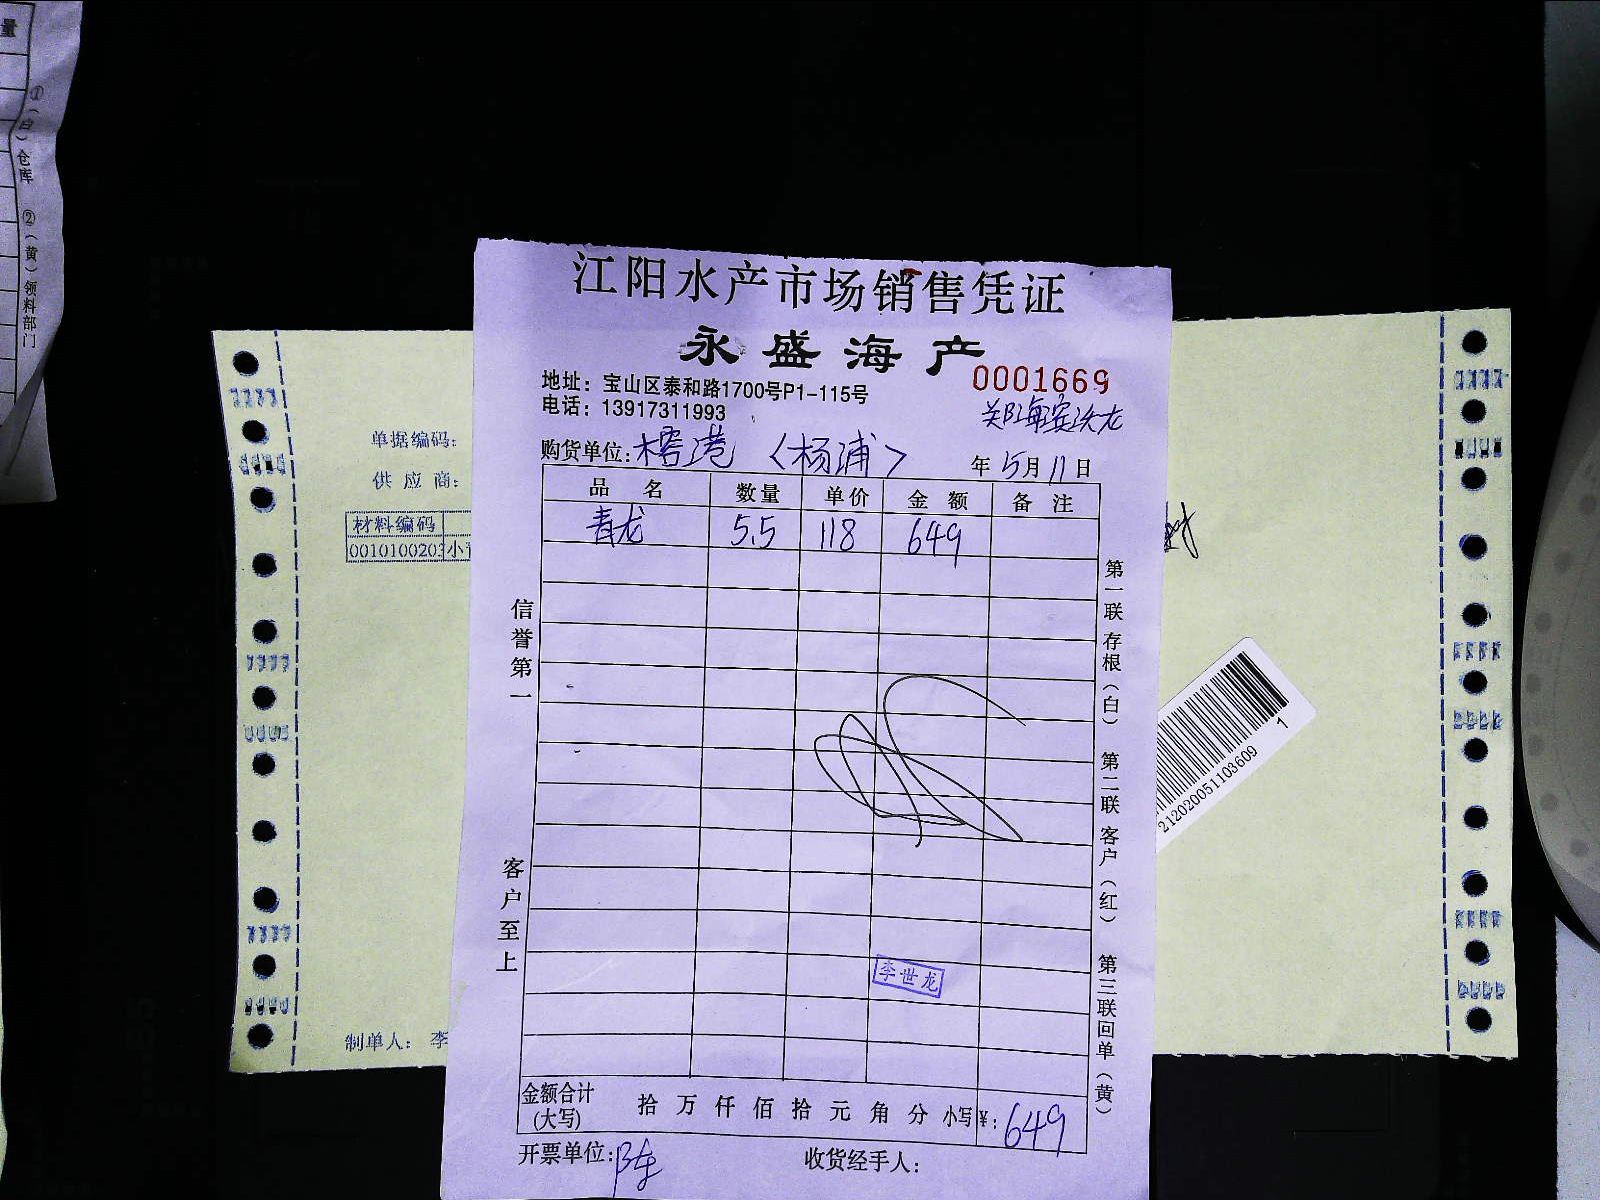 量
①（白）仓库 ②（黄）领料部门
江阳水产市场销售凭证
永盛海产
0001669
地址：宝山区泰和路1700号P1-115号
电话：13917311993
购货单位: 〈杨浦〉 年5月11日
品名 数量 单价 金额 备注
青龙 5.5 118 649
信誉第一
客户至上
第一联存根（白） 第二联客户（红） 第三联回单（黄）
李世龙
金额合计(大写) 拾 万 仟 佰 拾 元 角 分 小写¥: 649
开票单位: 陈
收货经手人:
单据编码:
供应商:
材料编码
0010100203 小
制单人: 李
212020051103609
1